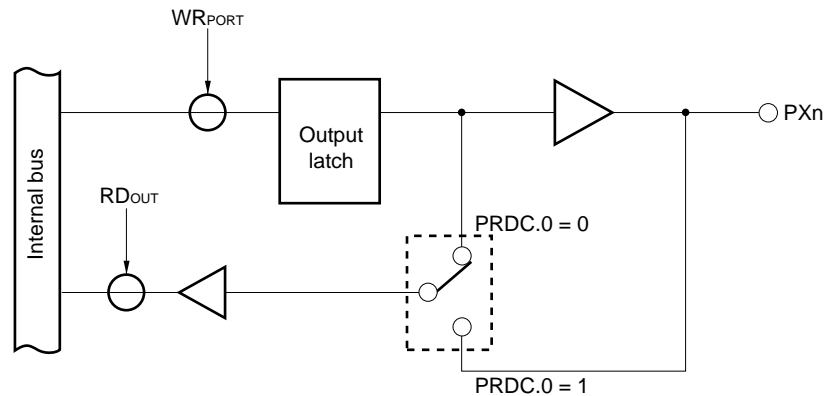 WRPORT
Internal bus
Output
latch
PXn
RDOUT
PRDC.0 = 0
PRDC.0 = 1